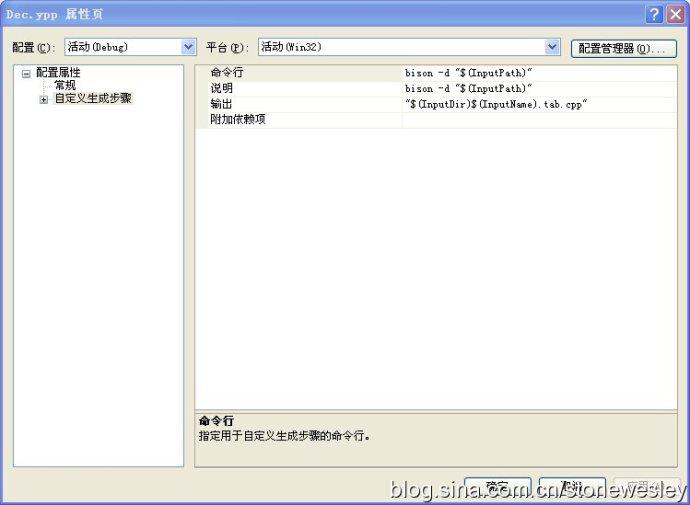 Dec.ypp 属性页
配置(C): 活动(Debug) 平台(P): 活动(Win32) 配置管理器(O)...
配置属性
常规
自定义生成步骤
命令行 bison -d "$(InputPath)"
说明 bison -d "$(InputPath)"
输出 "$(InputDir)$(InputName).tab.cpp"
附加依赖项
命令行
指定用于自定义生成步骤的命令行。
确定 取消 应用(A)
blog.sina.com.cn/stonewesley